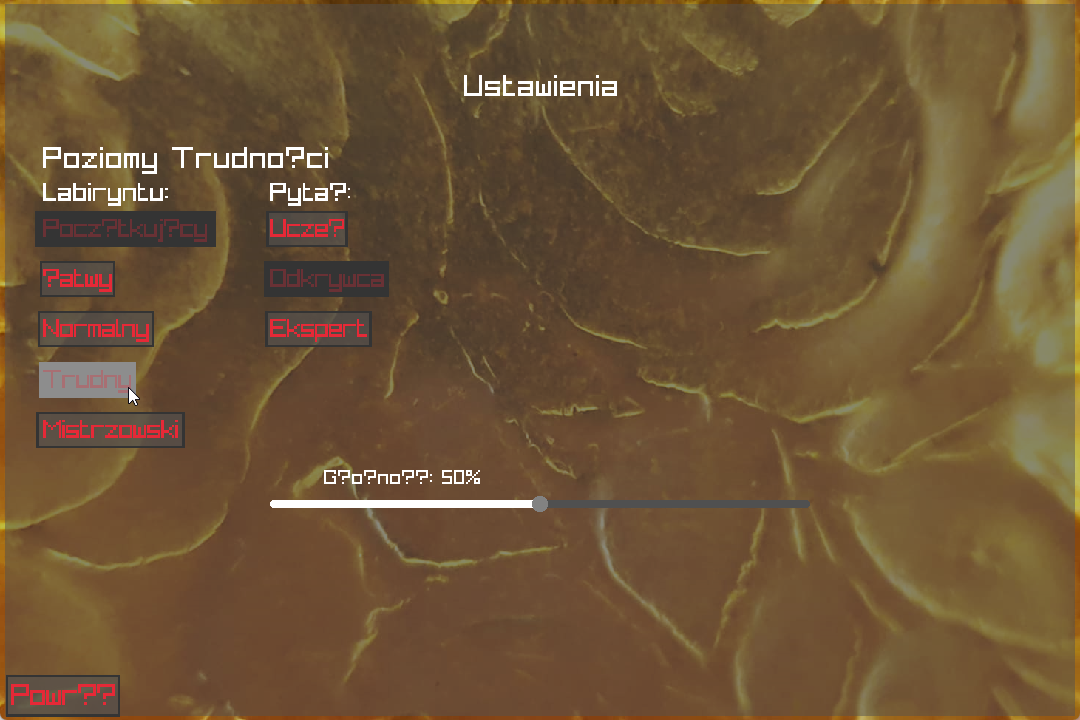 Ustawienia
Poziomy Trudno?ci
Labiryntu:
Pyta?:
Pocz?tkuj?cy
Ucze?
?atwy
Odkrywca
Normalny
Ekspert
Trudny
Mistrzowski
G?o?no??: 50%
Powr??